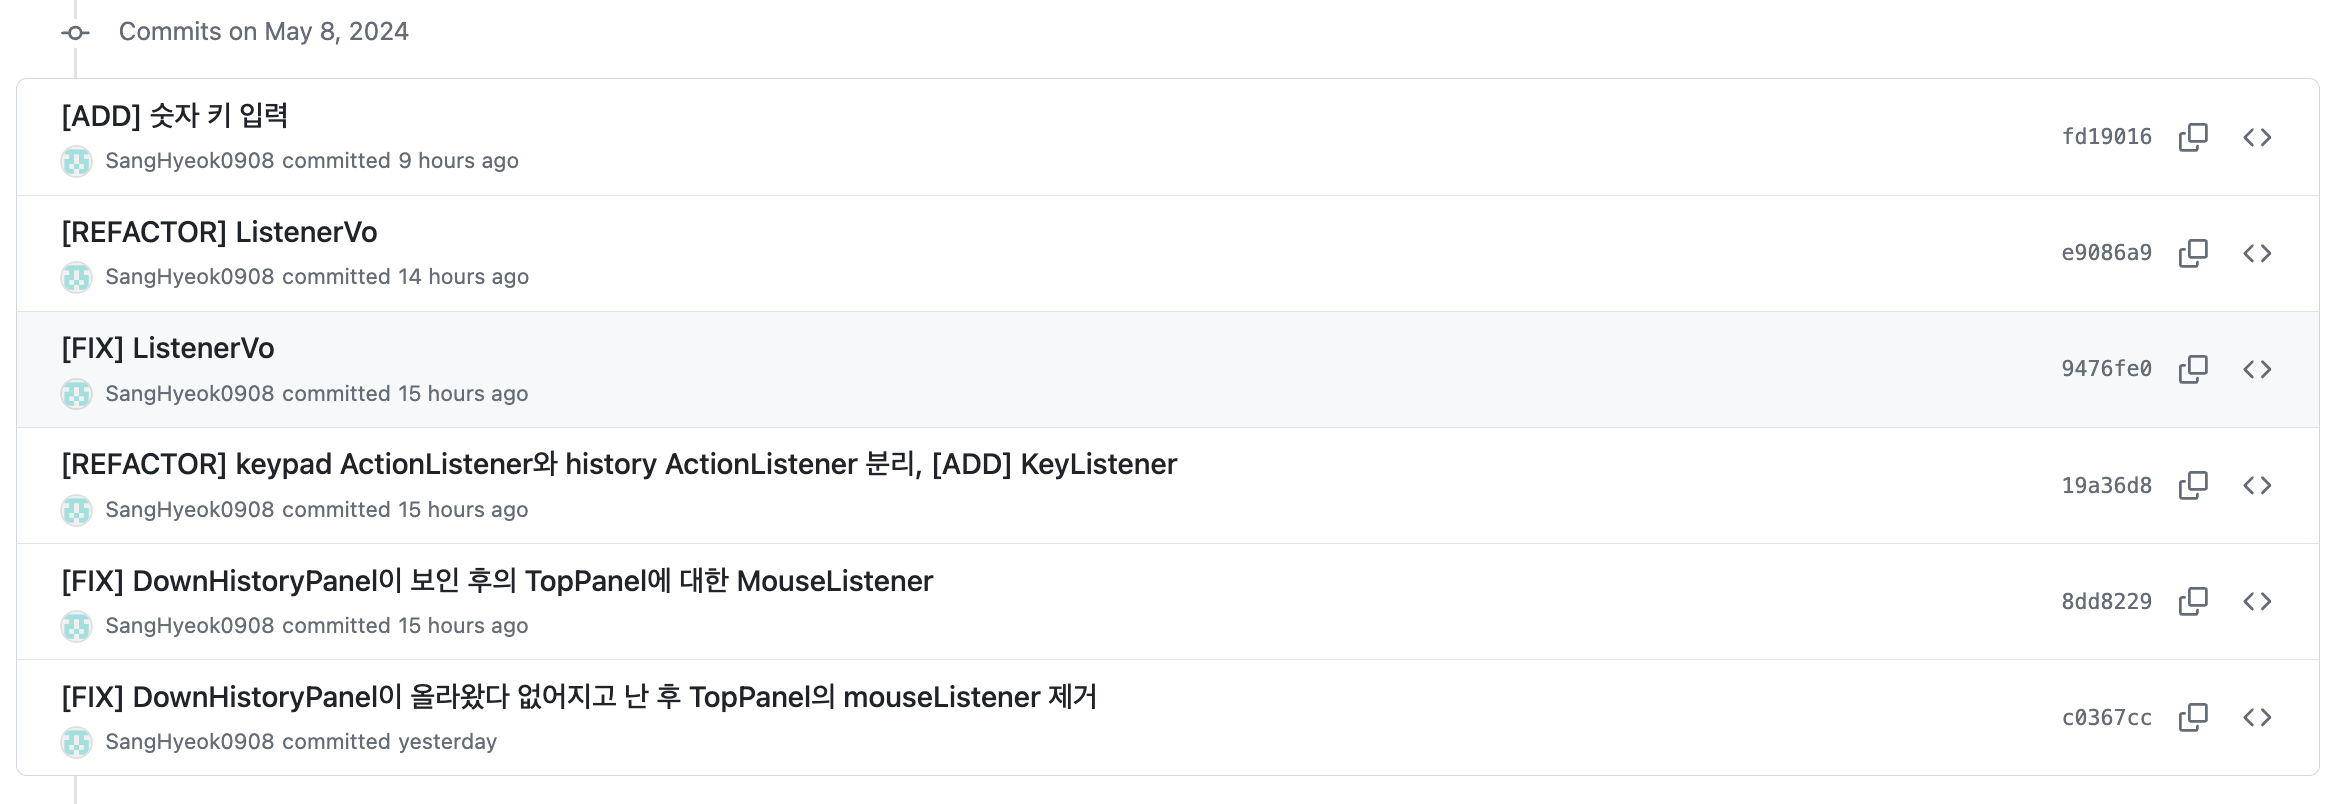 Commits on May 8, 2024
[ADD] 숫자 키 입력
SangHyeok0908 committed 9 hours ago
fd19016
[REFACTOR] ListenerVo
SangHyeok0908 committed 14 hours ago
e9086a9
[FIX] ListenerVo
SangHyeok0908 committed 15 hours ago
9476fe0
[REFACTOR] keypad ActionListener와 history ActionListener 분리, [ADD] KeyListener
SangHyeok0908 committed 15 hours ago
19a36d8
[FIX] DownHistoryPanel이 보인 후의 TopPanel에 대한 MouseListener
SangHyeok0908 committed 15 hours ago
8dd8229
[FIX] DownHistoryPanel이 올라왔다 없어지고 난 후 TopPanel의 mouseListener 제거
SangHyeok0908 committed yesterday
c0367cc